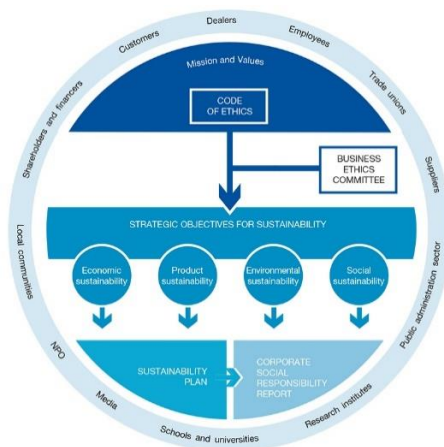 Dealers
Employees
Trade unions
Suppliers
Public administration sector
Research institutes
Schools and universities
Media
NPO
Local communities
Shareholders and financers
Customers
Mission and Values
CODE
OF ETHICS
BUSINESS
ETHICS
COMMITTEE
STRATEGIC OBJECTIVES FOR SUSTAINABILITY
Economic
sustainability
Product
sustainability
Environmental
sustainability
Social
sustainability
SUSTAINABILITY
PLAN
CORPORATE
SOCIAL
RESPONSIBILITY
REPORT